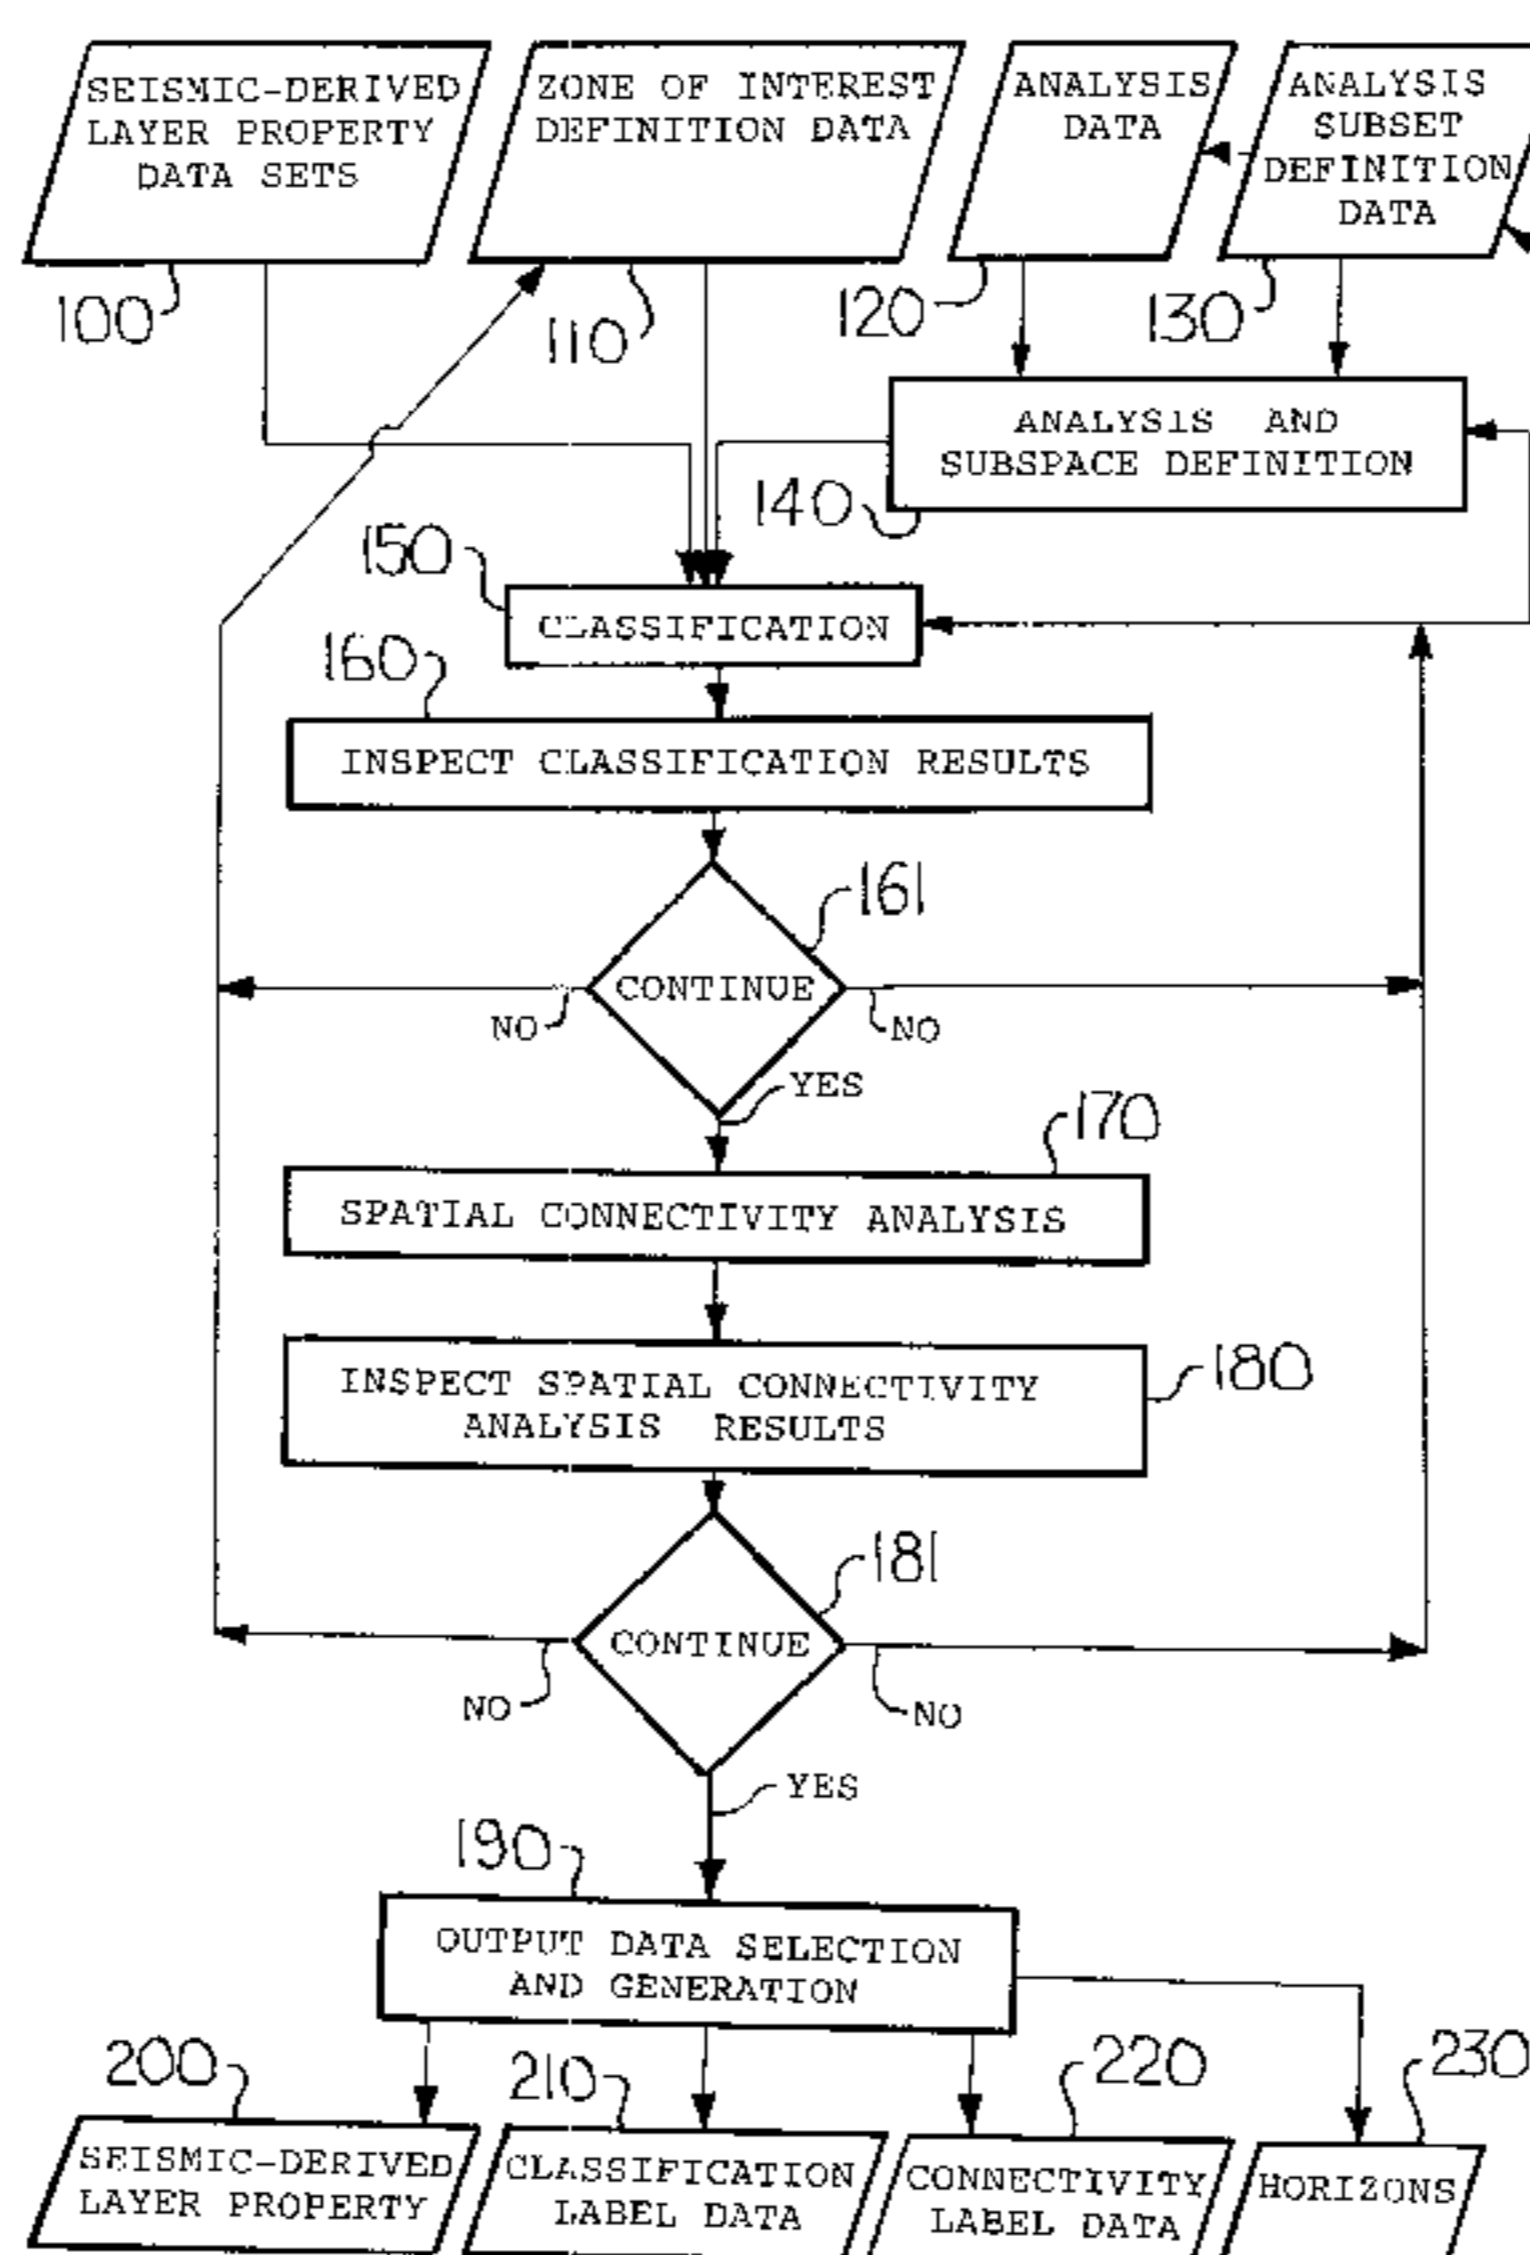 SEISMIC-DERIVED
LAYER PROPERTY
DATA SETS
ZONE OF INTEREST
DEFINITION DATA
ANALYSIS
DATA
ANALYSIS
SUBSET
DEFINITION
DATA
100
110
120
130
ANALYSIS AND
SUBSPACE DEFINITION
140
150
CLASSIFICATION
160
INSPECT CLASSIFICATION RESULTS
161
CONTINUE
NO
NO
YES
170
SPATIAL CONNECTIVITY ANALYSIS
INSPECT SPATIAL CONNECTIVITY
ANALYSIS RESULTS
180
181
CONTINUE
NO
NO
YES
190
OUTPUT DATA SELECTION
AND GENERATION
200
210
220
230
SEISMIC-DERIVED
LAYER PROPERTY
CLASSIFICATION
LABEL DATA
CONNECTIVITY
LABEL DATA
HORIZONS